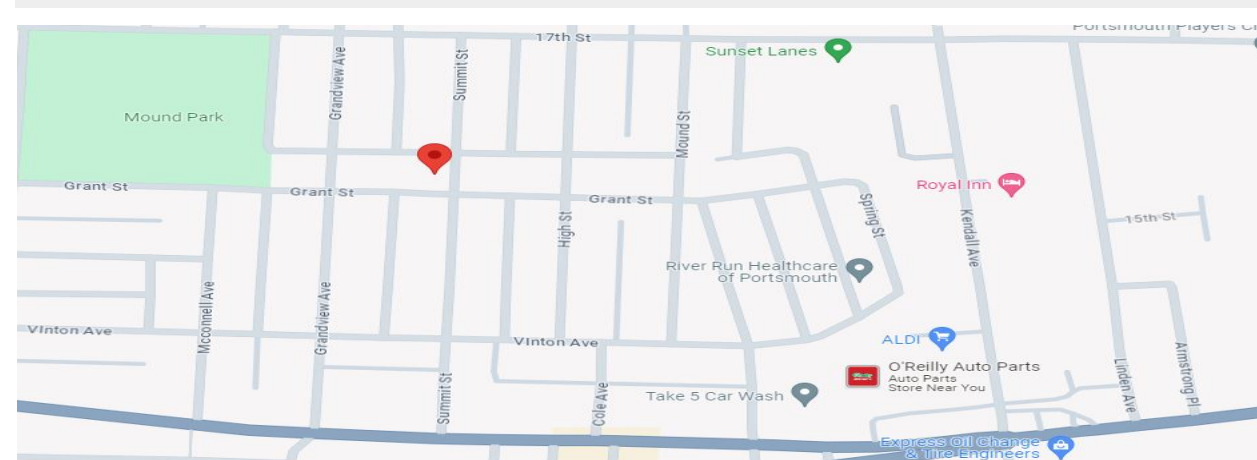 Portsmouth Players
17th St
Sunset Lanes
Grandview Ave
Summit St
Mound Park
Mound St
Grant St
Grant St
Grant St
Royal Inn
Spring St
15th St
High St
Kendall Ave
River Run Healthcare
of Portsmouth
Mcconnell Ave
Grandview Ave
Vinton Ave
Vinton Ave
ALDI
O'Reilly Auto Parts
Auto Parts
Store Near You
Linden Ave
Armstrong Pl
Summit St
Cole Ave
Take 5 Car Wash
Express Oil Change
& Tire Engineers